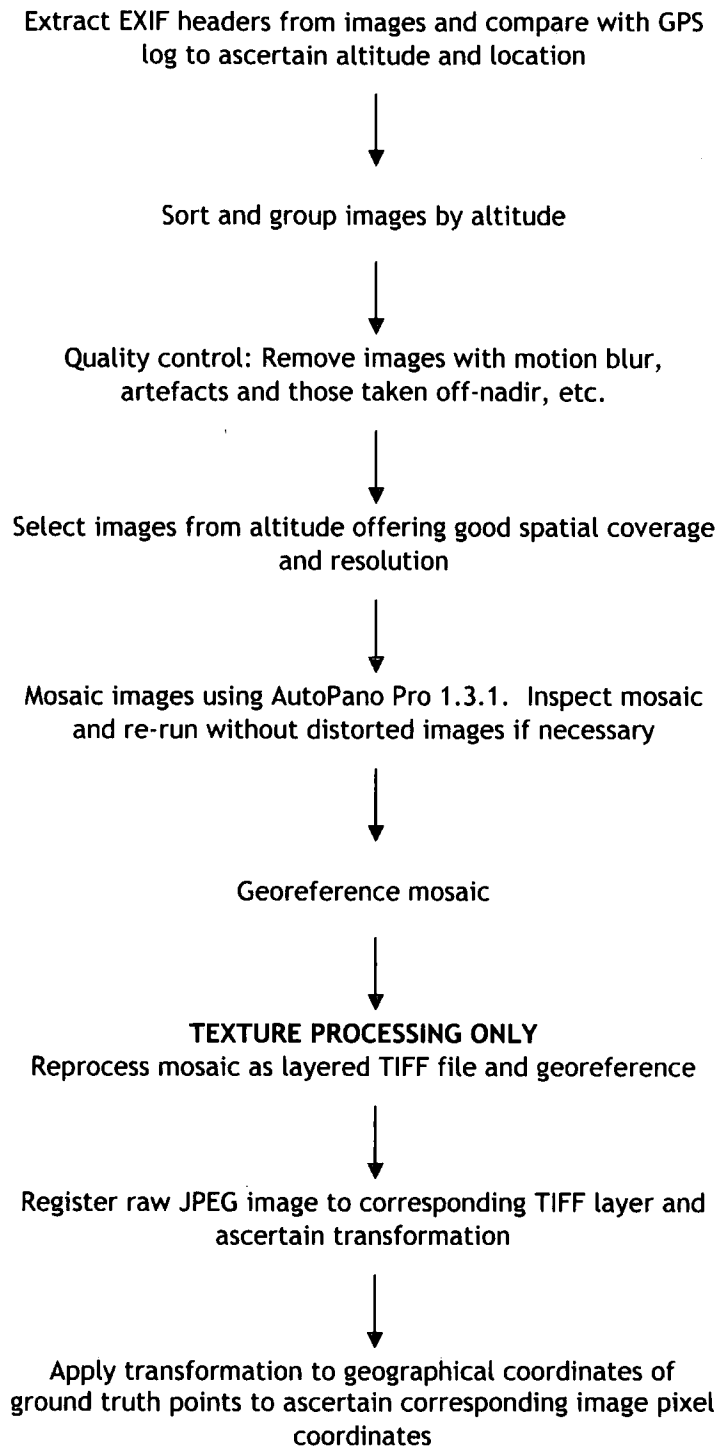 Extract EXIF headers from images and compare with GPS
log to ascertain altitude and location
Sort and group images by altitude
Quality control: Remove images with motion blur,
artefacts and those taken off-nadir, etc.
Select images from altitude offering good spatial coverage
and resolution
Mosaic images using AutoPano Pro 1.3.1. Inspect mosaic
and re-run without distorted images if necessary
Georeference mosaic
TEXTURE PROCESSING ONLY
Reprocess mosaic as layered TIFF file and georeference
Register raw JPEG image to corresponding TIFF layer and
ascertain transformation
Apply transformation to geographical coordinates of
ground truth points to ascertain corresponding image pixel
coordinates